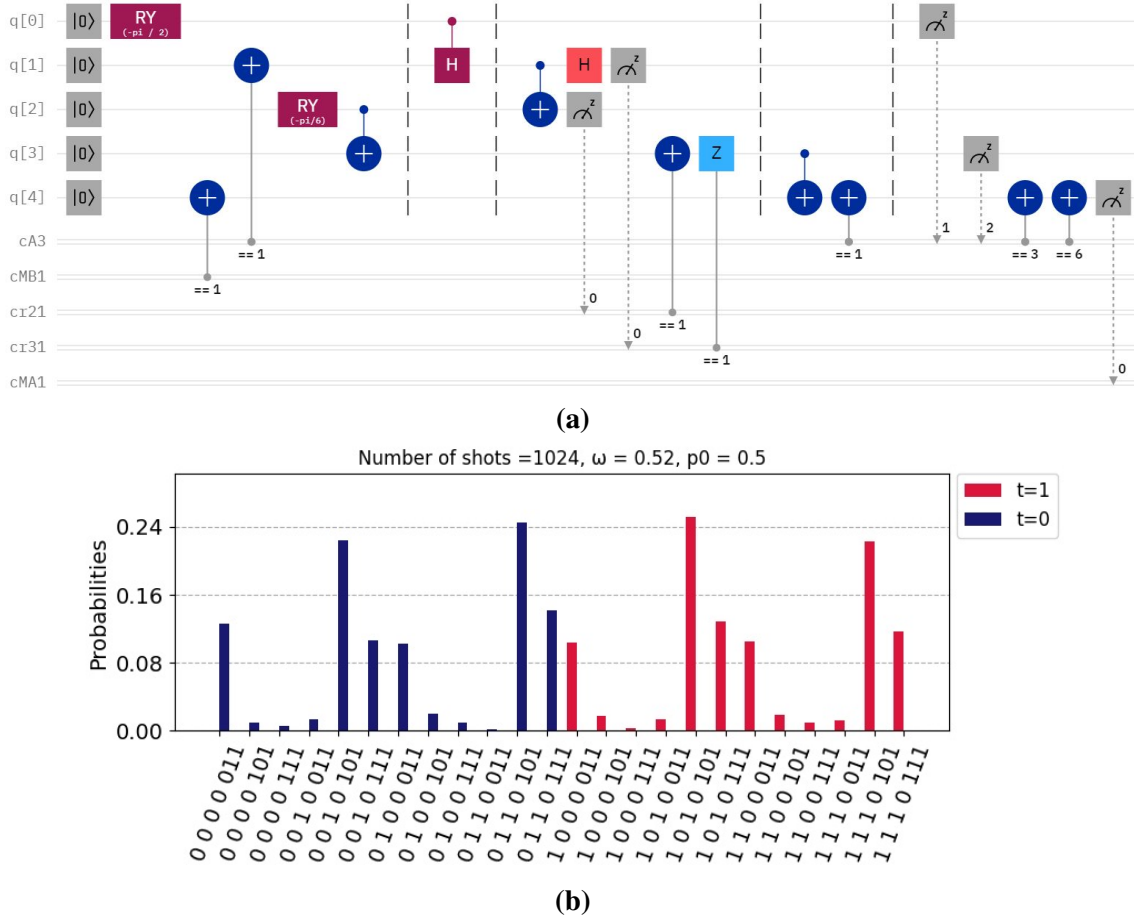 q[0] |0⟩ RY (-pi / 2) z
q[1] |0⟩ + H H z
q[2] |0⟩ RY (-pi/6) + z
q[3] |0⟩ + + Z z
q[4] |0⟩ + + + + + z
cA3 == 1 == 1 1 2 == 3 == 6
cMB1 == 1
cr21 0 == 1
cr31 0 == 1
cMA1 0
(a)
Number of shots =1024, ω = 0.52, p0 = 0.5
t=1
t=0
Probabilities
0.24
0.16
0.08
0.00
0 0 0 0 011
0 0 0 0 101
0 0 0 0 111
0 0 1 0 011
0 0 1 0 101
0 0 1 0 111
0 1 0 0 011
0 1 0 0 101
0 1 0 0 111
0 1 1 0 011
0 1 1 0 101
0 1 1 0 111
1 0 0 0 011
1 0 0 0 101
1 0 0 0 111
1 0 1 0 011
1 0 1 0 101
1 0 1 0 111
1 1 0 0 011
1 1 0 0 101
1 1 0 0 111
1 1 1 0 011
1 1 1 0 101
1 1 1 0 111
(b)